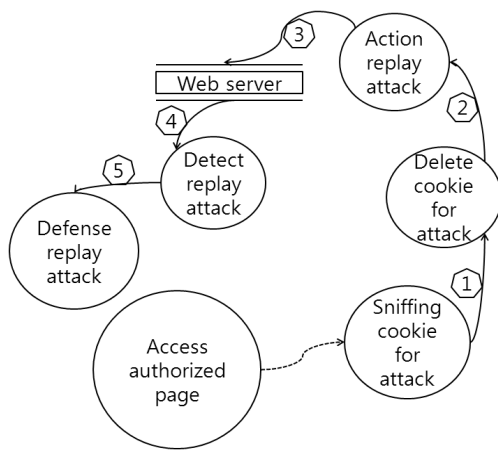 3
Action
replay
attack
Web server
4
2
Detect
replay
attack
Delete
cookie
for
attack
5
Defense
replay
attack
1
Sniffing
cookie
for
attack
Access
authorized
page